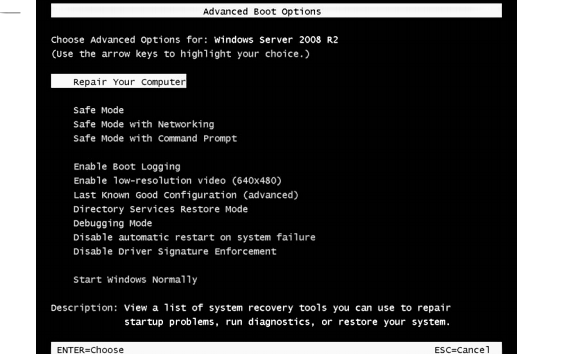 Advanced Boot Options
Choose Advanced Options for: Windows Server 2008 R2
(Use the arrow keys to highlight your choice.)
Repair Your Computer
Safe Mode
Safe Mode with Networking
Safe Mode with Command Prompt
Enable Boot Logging
Enable low-resolution video (640x480)
Last Known Good Configuration (advanced)
Directory Services Restore Mode
Debugging Mode
Disable automatic restart on system failure
Disable Driver Signature Enforcement
Start Windows Normally
Description: View a list of system recovery tools you can use to repair
startup problems, run diagnostics, or restore your system.
ENTER=Choose ESC=Cancel